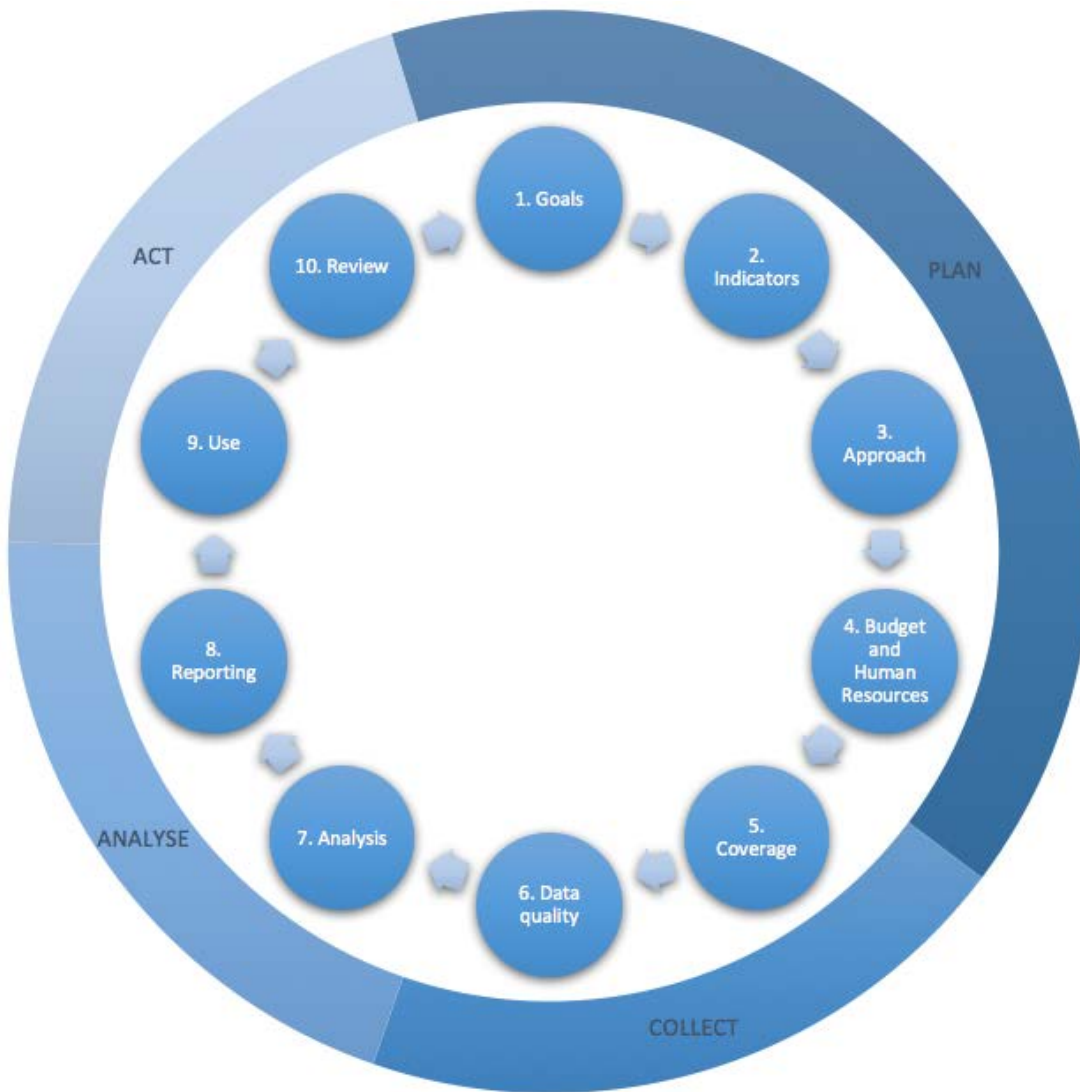 1. Goals
2.
Indicators
3.
Approach
4. Budget
and
Human
Resources
5.
Coverage
6. Data
quality
7. Analysis
8.
Reporting
9. Use
10. Review
PLAN
COLLECT
ANALYSE
ACT